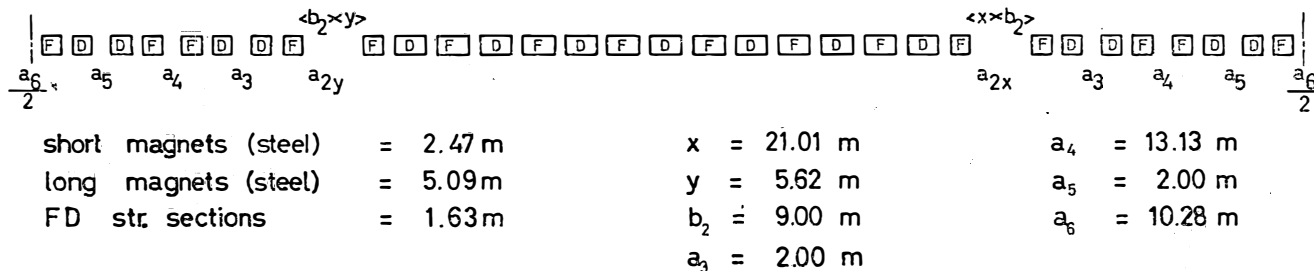 <b₂×y> <x×b₂>
F D D F F D D F F D F D F D F D F D F D F D F F D D F F D D F
a₆/2 a₅ a₄ a₃ a₂y a₂x a₃ a₄ a₅ a₆/2
short magnets (steel) = 2.47 m x = 21.01 m a₄ = 13.13 m
long magnets (steel) = 5.09 m y = 5.62 m a₅ = 2.00 m
FD str. sections = 1.63 m b₂ = 9.00 m a₆ = 10.28 m
a₃ = 2.00 m